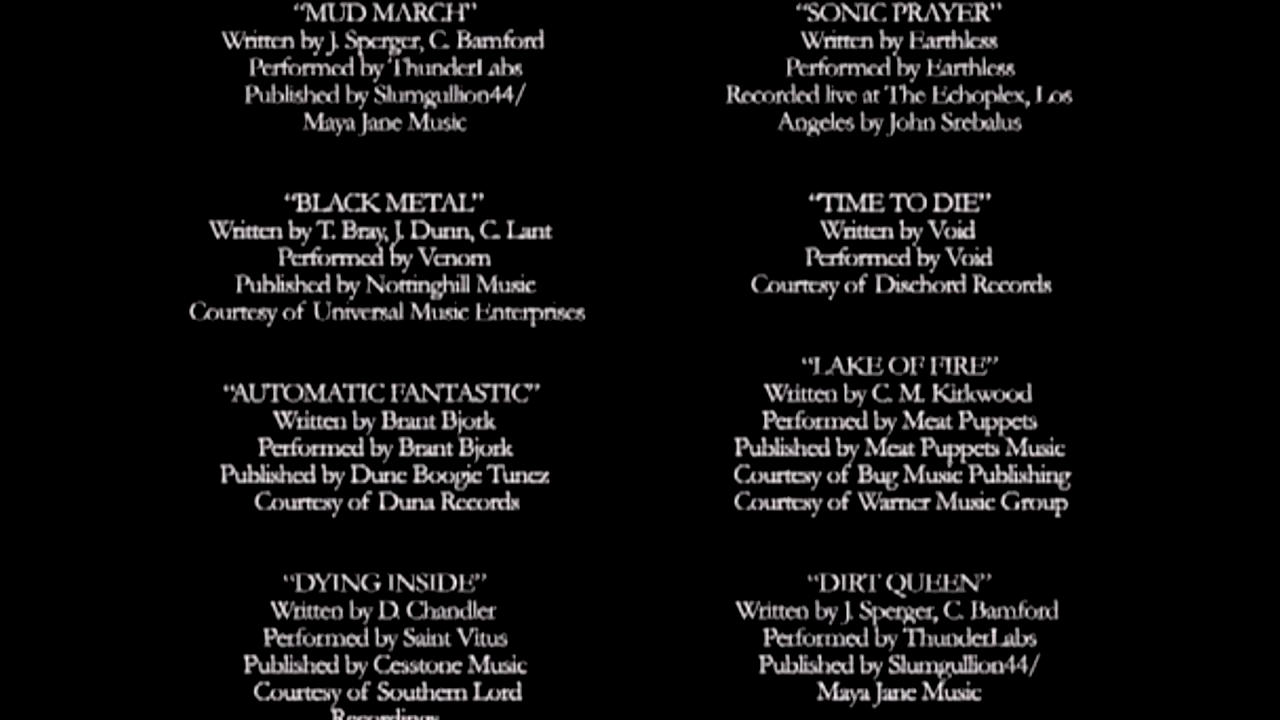 “MUD MARCH”
Written by J. Sperger, C. Bamford
Performed by ThunderLabs
Published by Slumgullion44/
Maya Jane Music
“BLACK METAL”
Written by T. Bray, J. Dunn, C. Lant
Performed by Venom
Published by Nottinghill Music
Courtesy of Universal Music Enterprises
“AUTOMATIC FANTASTIC”
Written by Brant Bjork
Performed by Brant Bjork
Published by Dune Boogie Tunez
Courtesy of Duna Records
“DYING INSIDE”
Written by D. Chandler
Performed by Saint Vitus
Published by Cesstone Music
Courtesy of Southern Lord
Recordings
“SONIC PRAYER”
Written by Earthless
Performed by Earthless
Recorded live at The Echoplex, Los
Angeles by John Srebalus
“TIME TO DIE”
Written by Void
Performed by Void
Courtesy of Dischord Records
“LAKE OF FIRE”
Written by C. M. Kirkwood
Performed by Meat Puppets
Published by Meat Puppets Music
Courtesy of Bug Music Publishing
Courtesy of Warner Music Group
“DIRT QUEEN”
Written by J. Sperger, C. Bamford
Performed by ThunderLabs
Published by Slumgullion44/
Maya Jane Music